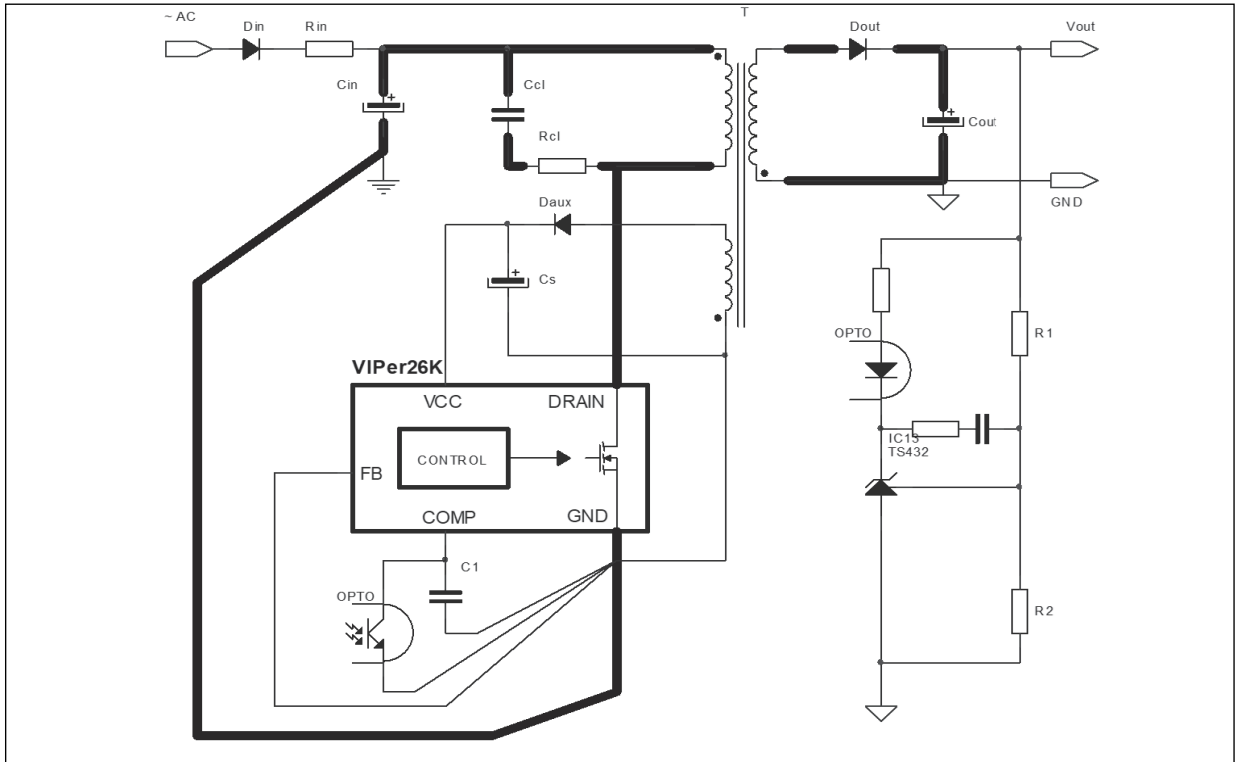 ~ AC
Din
Rin
T
Dout
Vout
Cin
+
Ccl
+
Cout
Rcl
GND
Daux
+
Cs
OPTO
R1
VIPer26K
VCC
DRAIN
IC13
TS432
CONTROL
FB
COMP
GND
C1
OPTO
R2